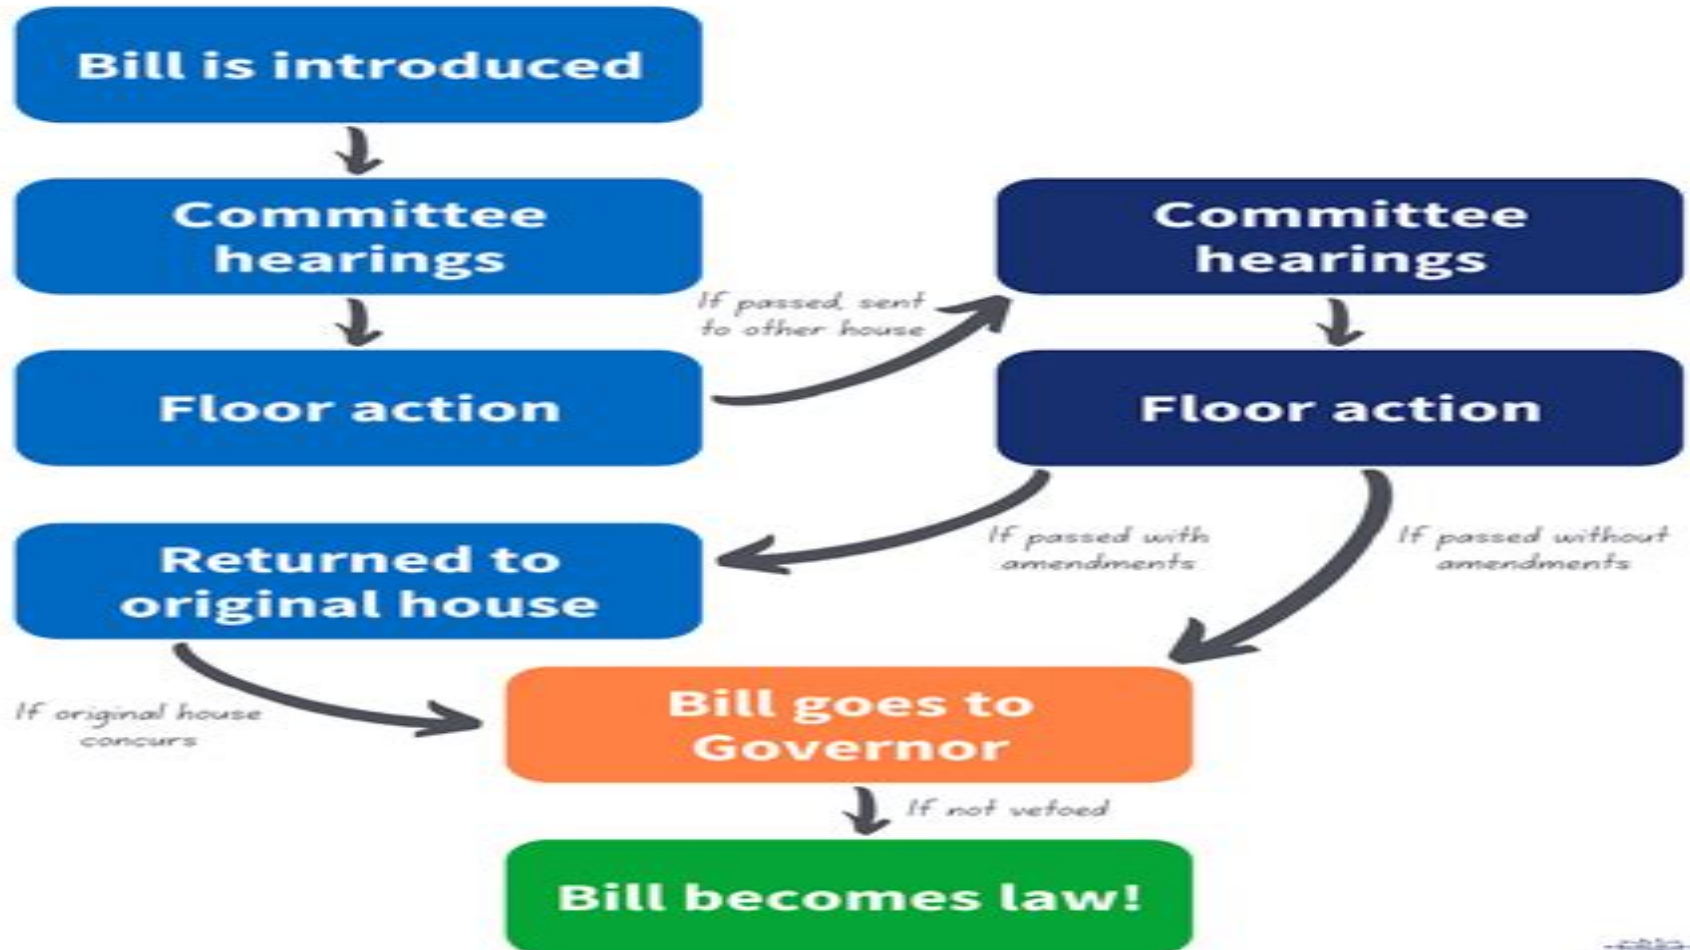 Bill is introduced
Committee
hearings
Floor action
If passed, sent
to other house
Committee
hearings
Floor action
If passed with
amendments
If passed without
amendments
Returned to
original house
If original house
concurs
Bill goes to
Governor
If not vetoed
Bill becomes law!